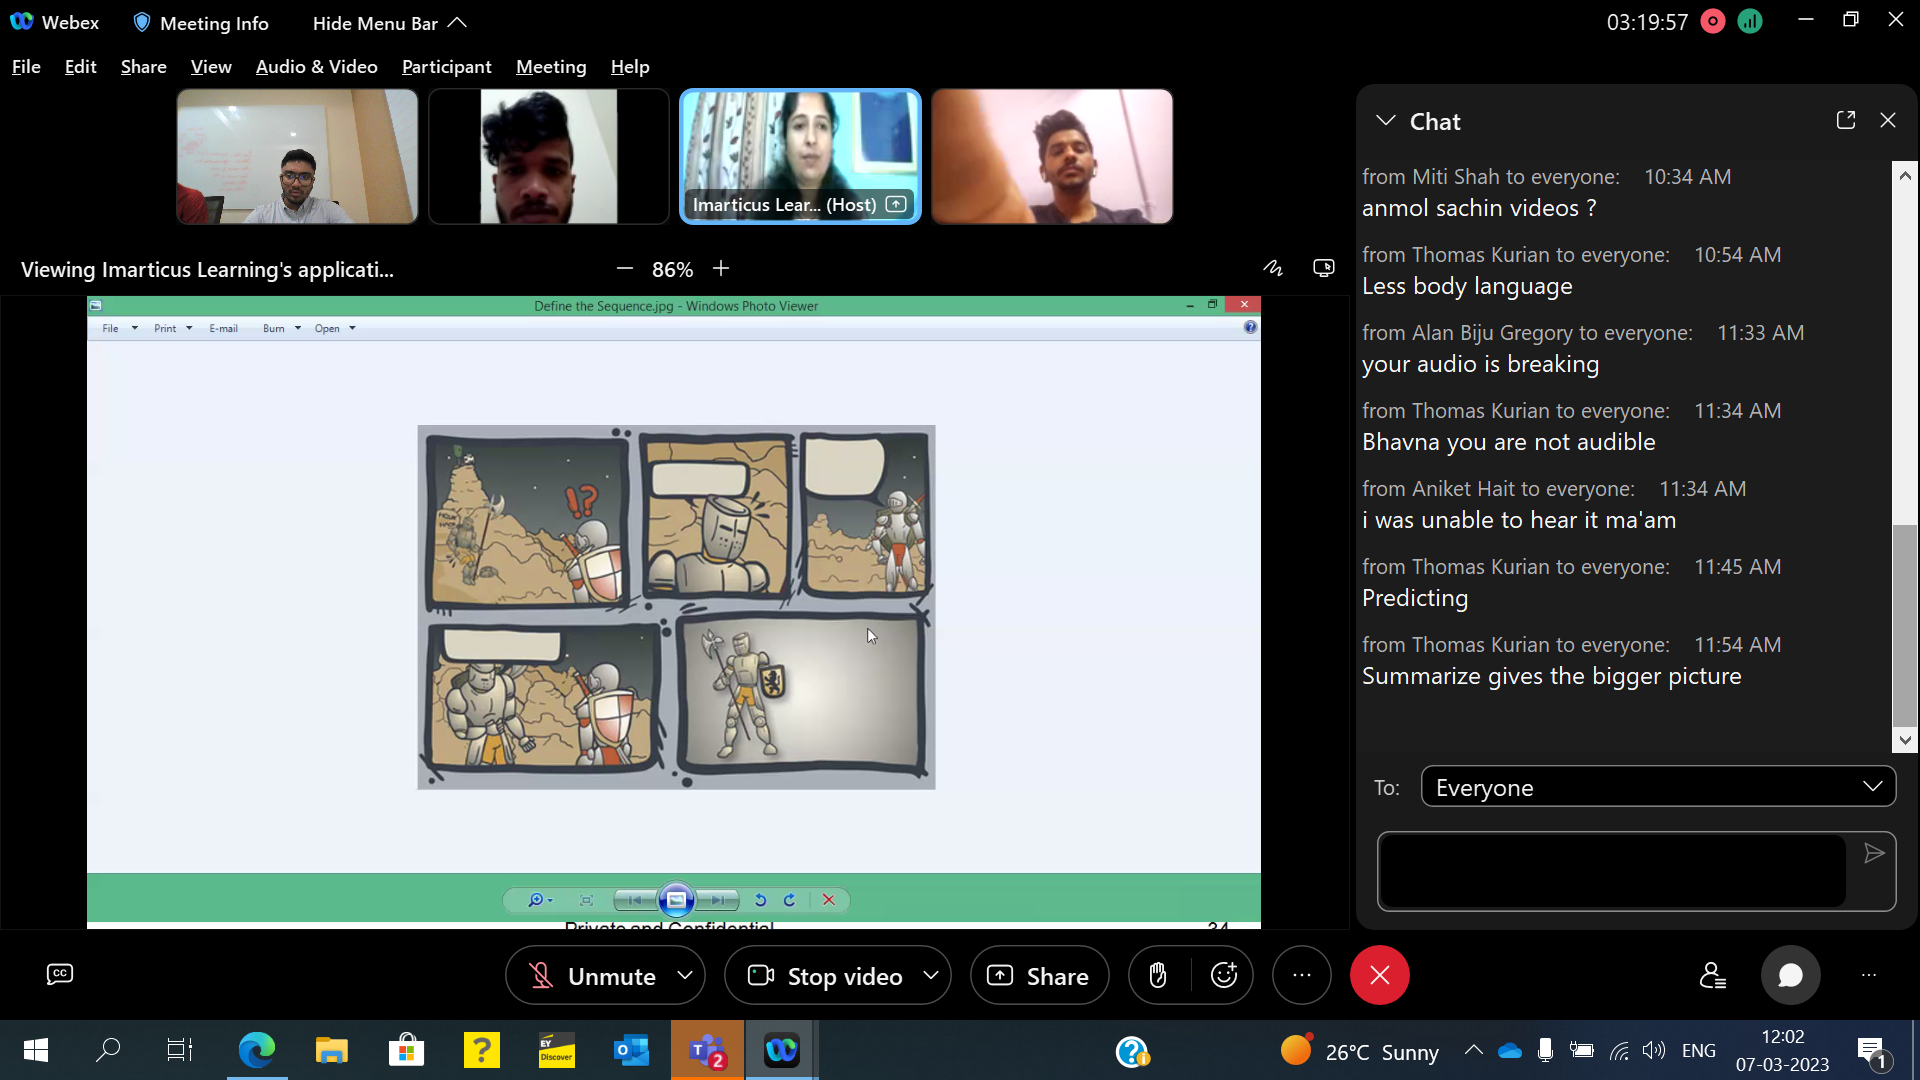 Webex
Meeting Info
Hide Menu Bar
03:19:57
File Edit Share View Audio & Video Participant Meeting Help
Imarticus Lear... (Host)
Viewing Imarticus Learning's applicati...
86%
Define the Sequence.jpg - Windows Photo Viewer
File Print E-mail Burn Open
!?
Private and Confidential
34
Chat
from Miti Shah to everyone: 10:34 AM
anmol sachin videos ?
from Thomas Kurian to everyone: 10:54 AM
Less body language
from Alan Biju Gregory to everyone: 11:33 AM
your audio is breaking
from Thomas Kurian to everyone: 11:34 AM
Bhavna you are not audible
from Aniket Hait to everyone: 11:34 AM
i was unable to hear it ma'am
from Thomas Kurian to everyone: 11:45 AM
Predicting
from Thomas Kurian to everyone: 11:54 AM
Summarize gives the bigger picture
To: Everyone
CC
Unmute
Stop video
Share
?
EY
Discover
2
26°C Sunny
ENG
12:02
07-03-2023
1